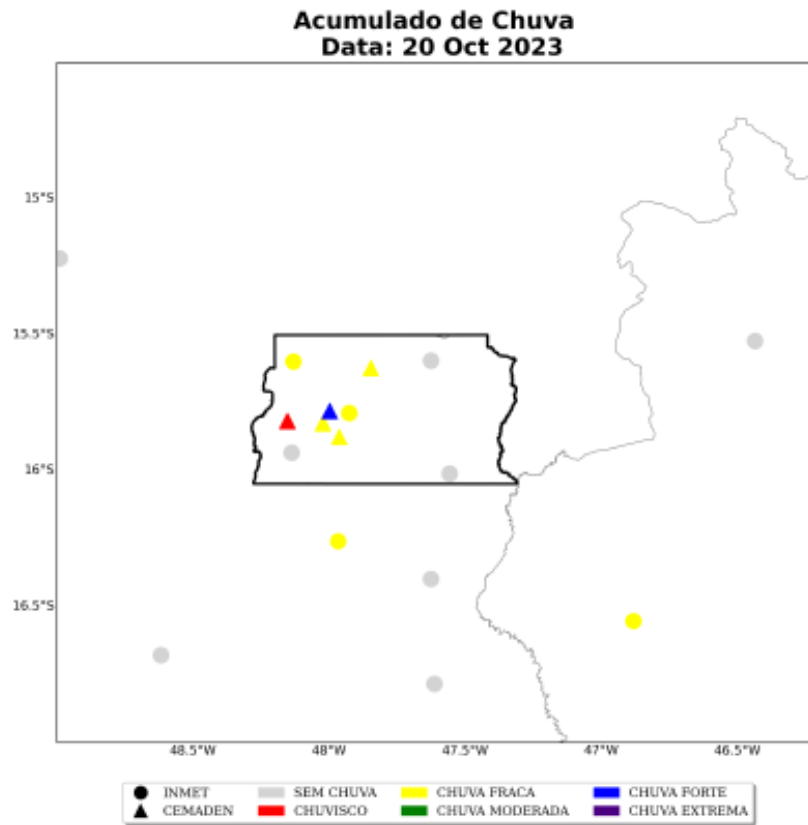 Acumulado de Chuva
Data: 20 Oct 2023
15°S
15.5°S
16°S
16.5°S
48.5°W 48°W 47.5°W 47°W 46.5°W
INMET SEM CHUVA CHUVA FRACA CHUVA FORTE
CEMADEN CHUVISCO CHUVA MODERADA CHUVA EXTREMA